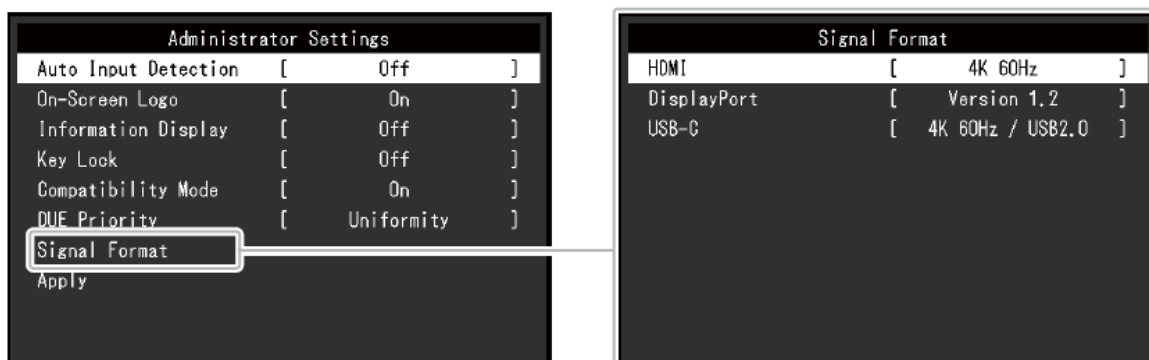 Administrator Settings
Auto Input Detection [ Off ]
On-Screen Logo [ On ]
Information Display [ Off ]
Key Lock [ Off ]
Compatibility Mode [ On ]
DUE Priority [ Uniformity ]
Signal Format
Apply
Signal Format
HDMI [ 4K 60Hz ]
DisplayPort [ Version 1.2 ]
USB-C [ 4K 60Hz / USB2.0 ]